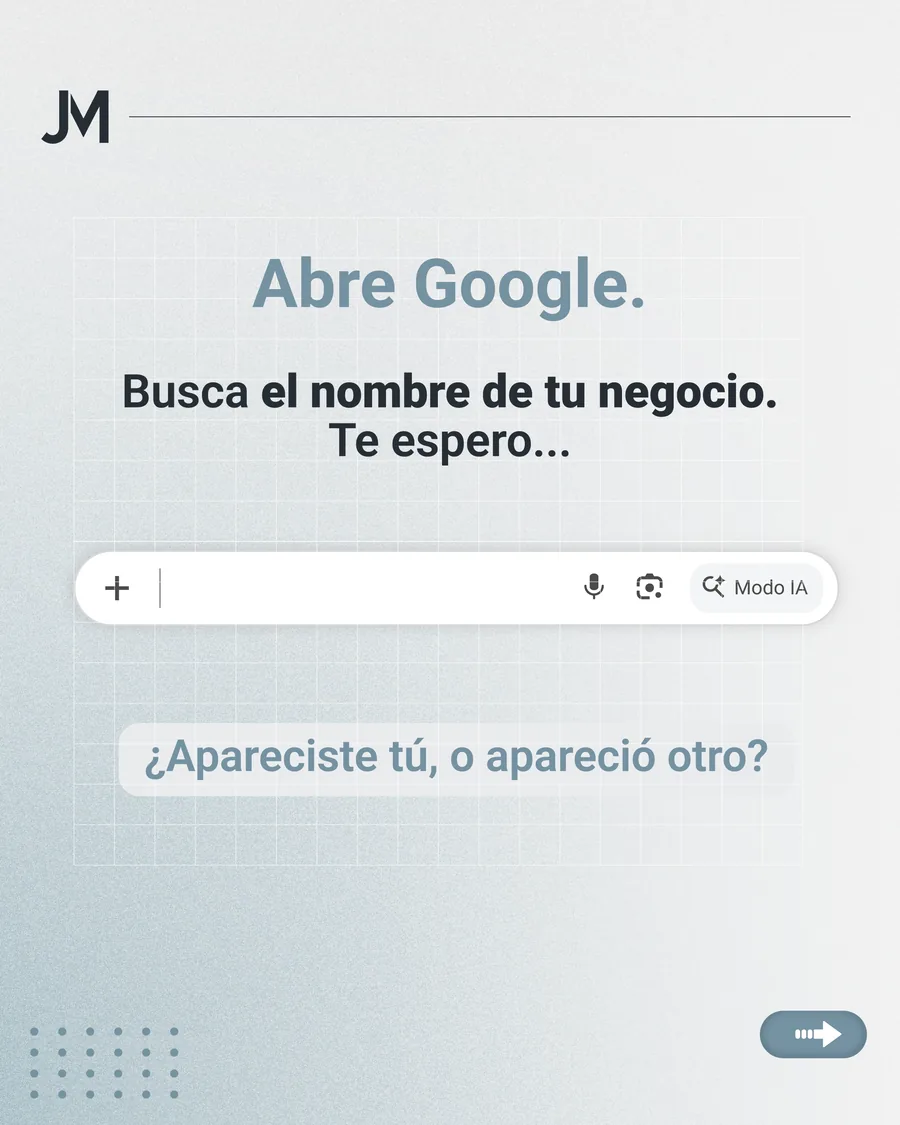 JM
Abre Google.
Busca el nombre de tu negocio.
Te espero...
Modo IA
¿Apareciste tú, o apareció otro?